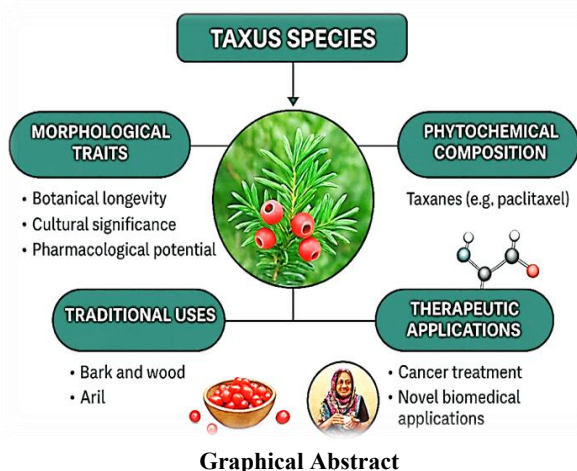 TAXUS SPECIES
MORPHOLOGICAL
TRAITS
• Botanical longevity
• Cultural significance
• Pharmacological potential
PHYTOCHEMICAL
COMPOSITION
Taxanes (e.g, paclitaxel)
TRADITIONAL USES
• Bark and wood
• Aril
THERAPEUTIC
APPLICATIONS
• Cancer treatment
• Novel biomedical
applications
Graphical Abstract